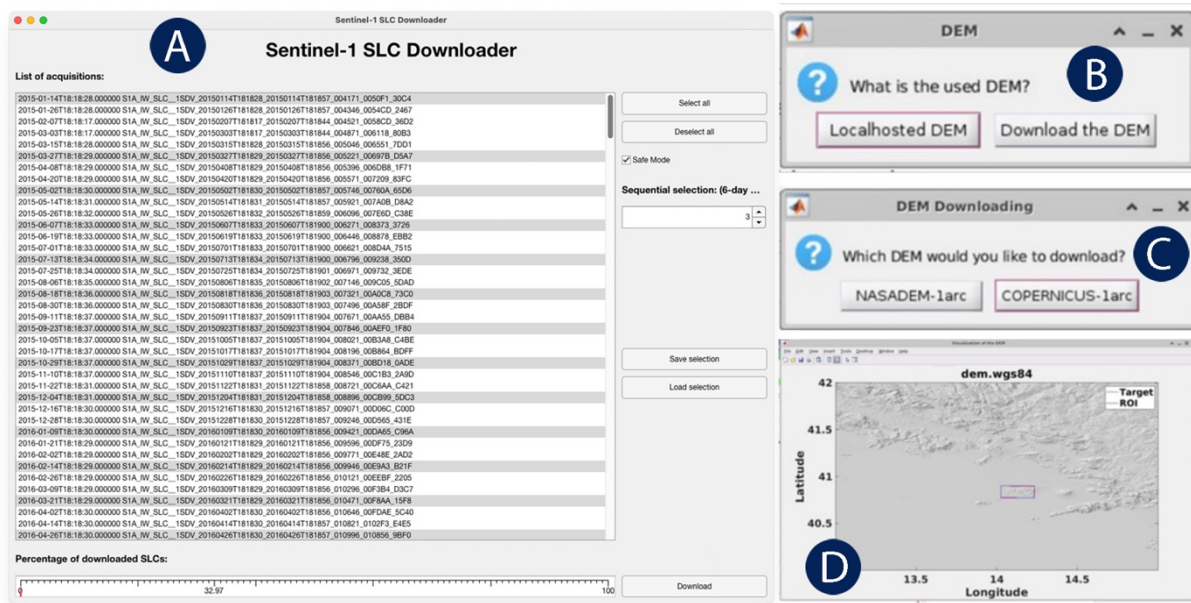 Sentinel-1 SLC Downloader
A
Sentinel-1 SLC Downloader
List of acquisitions:
2015-01-14T18:18:28.000000 S1A_IW_SLC__1SDV_20150114T181828_20150114T181857_004171_0050F1_30C4
2015-01-26T18:18:28.000000 S1A_IW_SLC__1SDV_20150126T181828_20150126T181857_004346_0054CD_2467
2015-02-07T18:18:17.000000 S1A_IW_SLC__1SDV_20150207T181817_20150207T181844_004521_0058CD_36D2
2015-03-03T18:18:17.000000 S1A_IW_SLC__1SDV_20150303T181817_20150303T181844_004871_006118_80B3
2015-03-15T18:18:28.000000 S1A_IW_SLC__1SDV_20150315T181828_20150315T181856_005046_006551_7DD1
2015-03-27T18:18:29.000000 S1A_IW_SLC__1SDV_20150327T181829_20150327T181856_005221_00697B_D5A7
2015-04-08T18:18:29.000000 S1A_IW_SLC__1SDV_20150408T181829_20150408T181856_005396_006DB8_1F71
2015-04-20T18:18:29.000000 S1A_IW_SLC__1SDV_20150420T181829_20150420T181856_005571_007209_83FC
2015-05-02T18:18:30.000000 S1A_IW_SLC__1SDV_20150502T181830_20150502T181857_005746_00760A_65D6
2015-05-14T18:18:31.000000 S1A_IW_SLC__1SDV_20150514T181831_20150514T181857_005921_007A0B_D8A2
2015-05-26T18:18:32.000000 S1A_IW_SLC__1SDV_20150526T181832_20150526T181859_006096_007E6D_C38E
2015-06-07T18:18:33.000000 S1A_IW_SLC__1SDV_20150607T181833_20150607T181900_006271_008373_3726
2015-06-19T18:18:33.000000 S1A_IW_SLC__1SDV_20150619T181833_20150619T181900_006446_008878_EBB2
2015-07-01T18:18:33.000000 S1A_IW_SLC__1SDV_20150701T181833_20150701T181900_006621_008D4A_7515
2015-07-13T18:18:34.000000 S1A_IW_SLC__1SDV_20150713T181834_20150713T181900_006796_009238_350D
2015-07-25T18:18:34.000000 S1A_IW_SLC__1SDV_20150725T181834_20150725T181901_006971_009732_3EDE
2015-08-06T18:18:35.000000 S1A_IW_SLC__1SDV_20150806T181835_20150806T181902_007146_009C05_5DAD
2015-08-18T18:18:36.000000 S1A_IW_SLC__1SDV_20150818T181836_20150818T181903_007321_00A0C8_73C0
2015-08-30T18:18:36.000000 S1A_IW_SLC__1SDV_20150830T181836_20150830T181903_007496_00A58F_2BDF
2015-09-11T18:18:37.000000 S1A_IW_SLC__1SDV_20150911T181837_20150911T181904_007671_00AA55_DBB4
2015-09-23T18:18:37.000000 S1A_IW_SLC__1SDV_20150923T181837_20150923T181904_007846_00AEF0_1F80
2015-10-05T18:18:37.000000 S1A_IW_SLC__1SDV_20151005T181837_20151005T181904_008021_00B3A8_C4BE
2015-10-17T18:18:37.000000 S1A_IW_SLC__1SDV_20151017T181837_20151017T181904_008196_00B864_BDFF
2015-10-29T18:18:37.000000 S1A_IW_SLC__1SDV_20151029T181837_20151029T181904_008371_00BD18_0ADE
2015-11-10T18:18:37.000000 S1A_IW_SLC__1SDV_20151110T181837_20151110T181904_008546_00C1B3_2A9D
2015-11-22T18:18:31.000000 S1A_IW_SLC__1SDV_20151122T181831_20151122T181858_008721_00C6AA_C421
2015-12-04T18:18:31.000000 S1A_IW_SLC__1SDV_20151204T181831_20151204T181858_008896_00CB99_5DC3
2015-12-16T18:18:30.000000 S1A_IW_SLC__1SDV_20151216T181830_20151216T181857_009071_00D06C_C00D
2015-12-28T18:18:30.000000 S1A_IW_SLC__1SDV_20151228T181830_20151228T181857_009246_00D565_431E
2016-01-09T18:18:30.000000 S1A_IW_SLC__1SDV_20160109T181830_20160109T181856_009421_00DA65_C96A
2016-01-21T18:18:29.000000 S1A_IW_SLC__1SDV_20160121T181829_20160121T181856_009596_00DF75_23D9
2016-02-02T18:18:29.000000 S1A_IW_SLC__1SDV_20160202T181829_20160202T181856_009771_00E48E_2AD2
2016-02-14T18:18:29.000000 S1A_IW_SLC__1SDV_20160214T181829_20160214T181856_009946_00E9A3_B21F
2016-02-26T18:18:29.000000 S1A_IW_SLC__1SDV_20160226T181829_20160226T181856_010121_00EEBF_2205
2016-03-09T18:18:29.000000 S1A_IW_SLC__1SDV_20160309T181829_20160309T181856_010296_00F3B4_D3C7
2016-03-21T18:18:29.000000 S1A_IW_SLC__1SDV_20160321T181829_20160321T181856_010471_00F8AA_15F8
2016-04-02T18:18:30.000000 S1A_IW_SLC__1SDV_20160402T181830_20160402T181856_010646_00FDAE_5C40
2016-04-14T18:18:30.000000 S1A_IW_SLC__1SDV_20160414T181830_20160414T181857_010821_0102F3_E4E5
2016-04-26T18:18:30.000000 S1A_IW_SLC__1SDV_20160426T181830_20160426T181857_010996_010856_9BF0
Select all
Deselect all
Safe Mode
Sequential selection: (6-day ...
3
Save selection
Load selection
Percentage of downloaded SLCs:
0 32.97 100
Download
DEM
B
What is the used DEM?
Localhosted DEM Download the DEM
DEM Downloading
C
Which DEM would you like to download?
NASADEM-1arc COPERNICUS-1arc
Visualisation of the DEM
File Edit View Insert Tools Desktop Window Help
dem.wgs84
Target
ROI
42
41.5
41
40.5
Latitude
D
13.5 14 14.5
Longitude